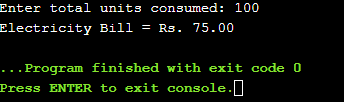 Enter total units consumed: 100
Electricity Bill = Rs. 75.00
...Program finished with exit code 0
Press ENTER to exit console.